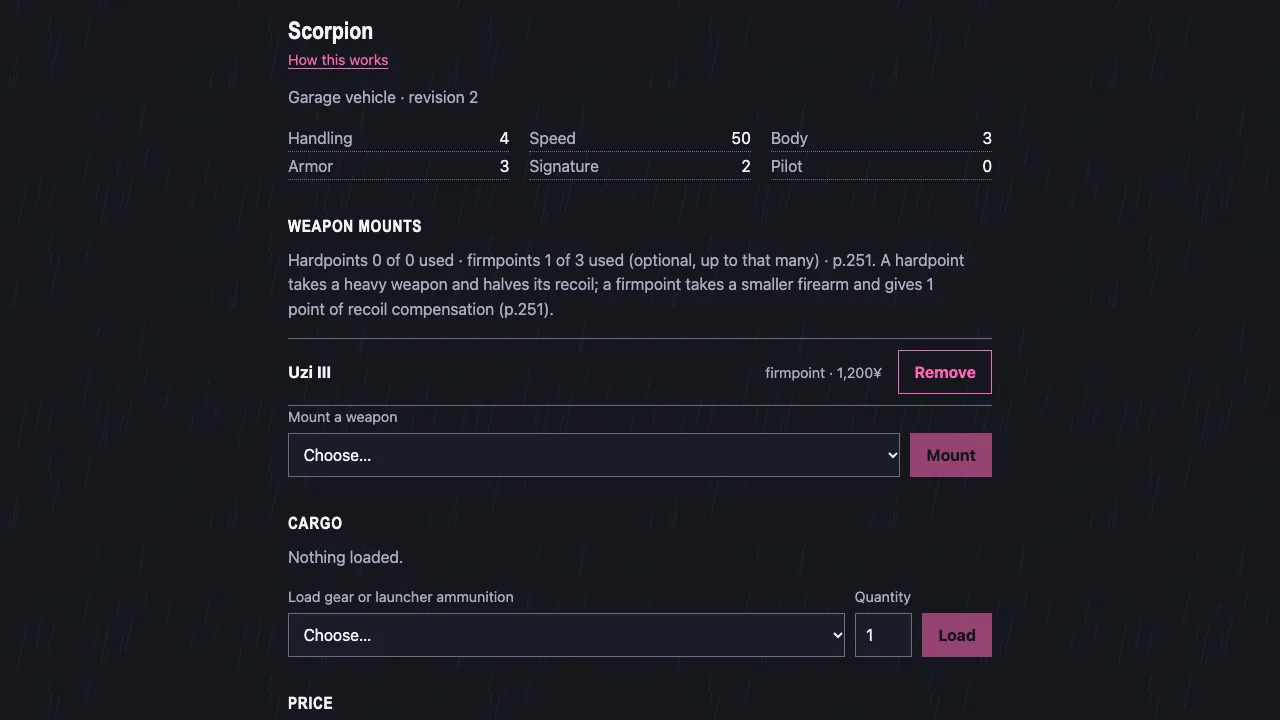 Scorpion
How this works
Garage vehicle · revision 2
Handling 4 Speed 50 Body 3
Armor 3 Signature 2 Pilot 0
WEAPON MOUNTS
Hardpoints 0 of 0 used · firmpoints 1 of 3 used (optional, up to that many) · p.251. A hardpoint
takes a heavy weapon and halves its recoil; a firmpoint takes a smaller firearm and gives 1
point of recoil compensation (p.251).
Uzi III firmpoint · 1,200¥ Remove
Mount a weapon
Choose... Mount
CARGO
Nothing loaded.
Load gear or launcher ammunition Quantity
Choose... 1 Load
PRICE